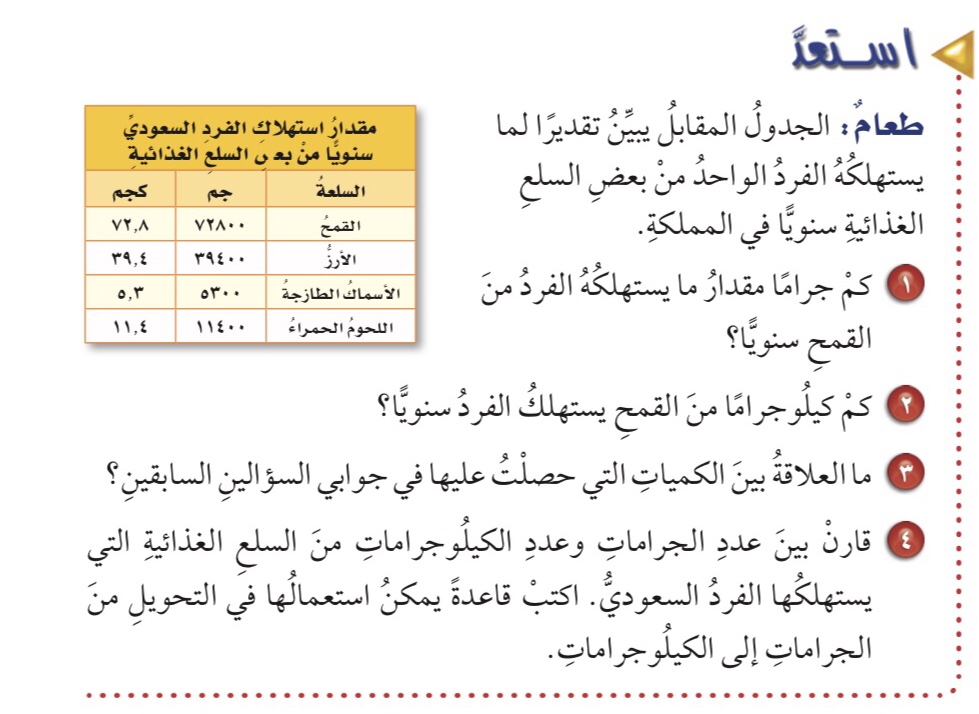 استعدَّ
طعامٌ: الجدولُ المقابلُ يبيِّنُ تقديرًا لما
يستهلكُهُ الفردُ الواحدُ منْ بعضِ السلعِ
الغذائيةِ سنويًّا في المملكةِ.
مقدارُ استهلاكِ الفردِ السعوديِّ
سنويًّا منْ بعضِ السلعِ الغذائيةِ
السلعةُ جم كجم
القمحُ ٧٢٨٠٠ ٧٢,٨
الأرزُّ ٣٩٤٠٠ ٣٩,٤
الأسماكُ الطازجةُ ٥٣٠٠ ٥,٣
اللحومُ الحمراءُ ١١٤٠٠ ١١,٤
١ كمْ جرامًا مقدارُ ما يستهلكُهُ الفردُ منَ
القمحِ سنويًّا؟
٢ كمْ كيلُوجرامًا منَ القمحِ يستهلكُ الفردُ سنويًّا؟
٣ ما العلاقةُ بينَ الكمياتِ التي حصلْتُ عليها في جوابي السؤالينِ السابقينِ؟
٤ قارنْ بينَ عددِ الجراماتِ وعددِ الكيلُوجراماتِ منَ السلعِ الغذائيةِ التي
يستهلكُها الفردُ السعوديُّ. اكتبْ قاعدةً يمكنُ استعمالُها في التحويلِ منَ
الجراماتِ إلى الكيلُوجراماتِ.